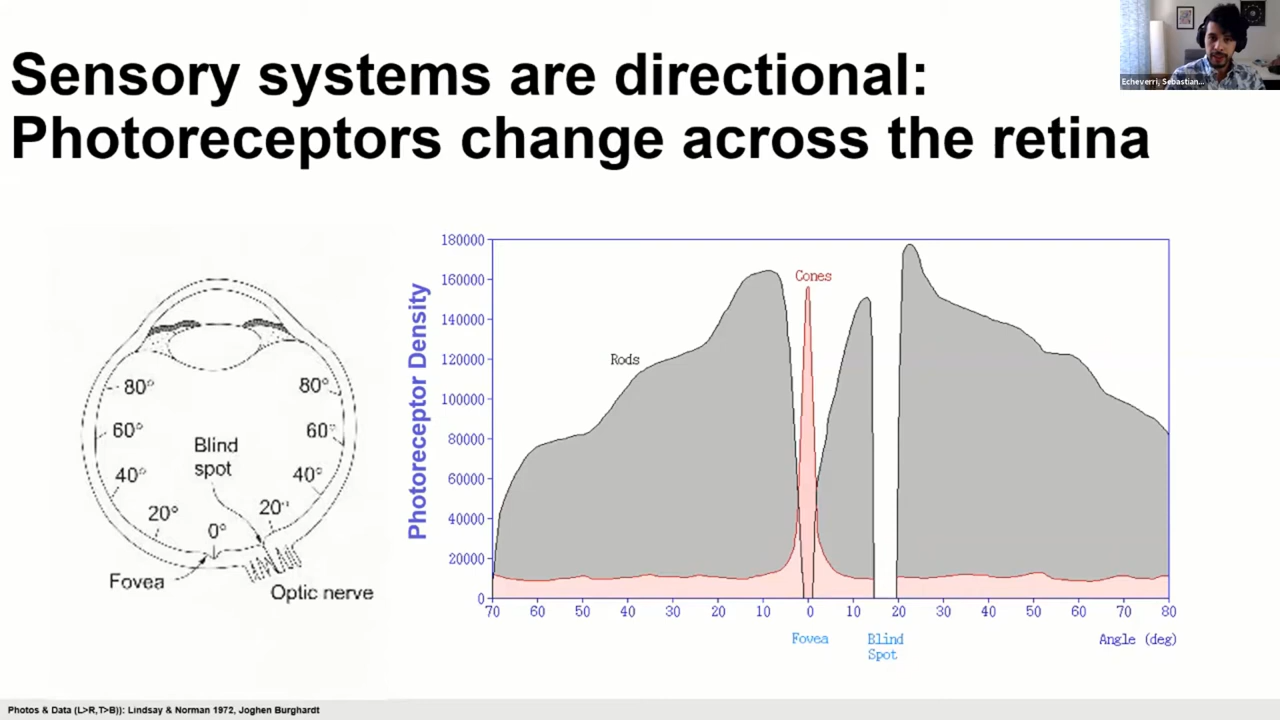 Sensory systems are directional:
Photoreceptors change across the retina
Echeverri, Sebastian...
80° 80°
60° 60°
Blind
spot
40° 40°
20° 20°
0°
Fovea
Optic nerve
Photoreceptor Density
180000
160000
140000
120000
100000
80000
60000
40000
20000
0
Cones
Rods
70 60 50 40 30 20 10 0 10 20 30 40 50 60 70 80
Fovea
Blind
Spot
Angle (deg)
Photos & Data (L>R,T>B)): Lindsay & Norman 1972, Joghen Burghardt